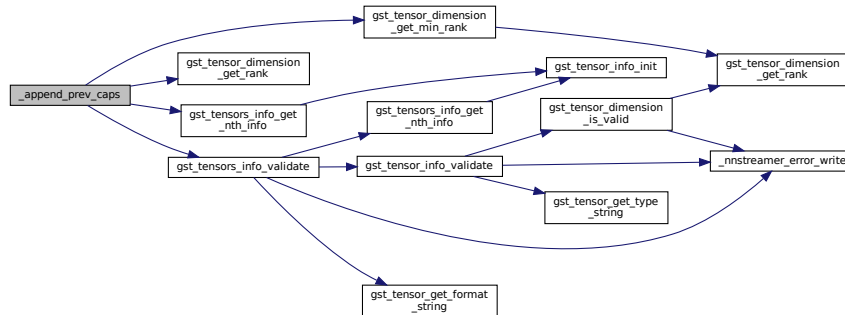 gst_tensor_dimension
_get_min_rank
gst_tensor_dimension
_get_rank
gst_tensor_info_init
gst_tensor_dimension
_get_rank
_append_prev_caps
gst_tensors_info_get
_nth_info
gst_tensors_info_get
_nth_info
gst_tensor_dimension
_is_valid
gst_tensors_info_validate
gst_tensor_info_validate
_nnstreamer_error_write
gst_tensor_get_type
_string
gst_tensor_get_format
_string